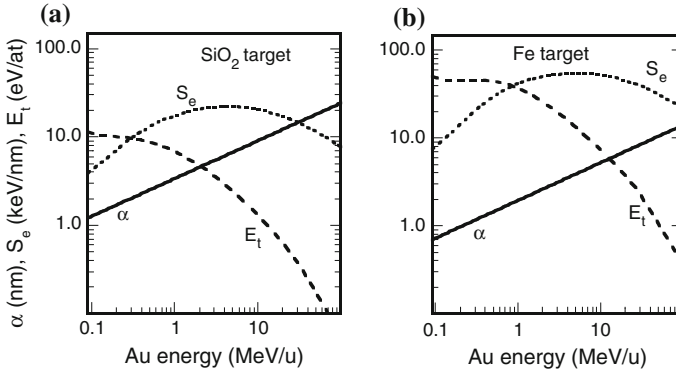 (a)
(b)
α (nm), Sₑ (keV/nm), Eₜ (eV/at)
100.0
10.0
1.0
SiO₂ target
Sₑ
α
Eₜ
0.1
1
10
Au energy (MeV/u)
100.0
10.0
1.0
Fe target
Sₑ
α
Eₜ
0.1
1
10
Au energy (MeV/u)